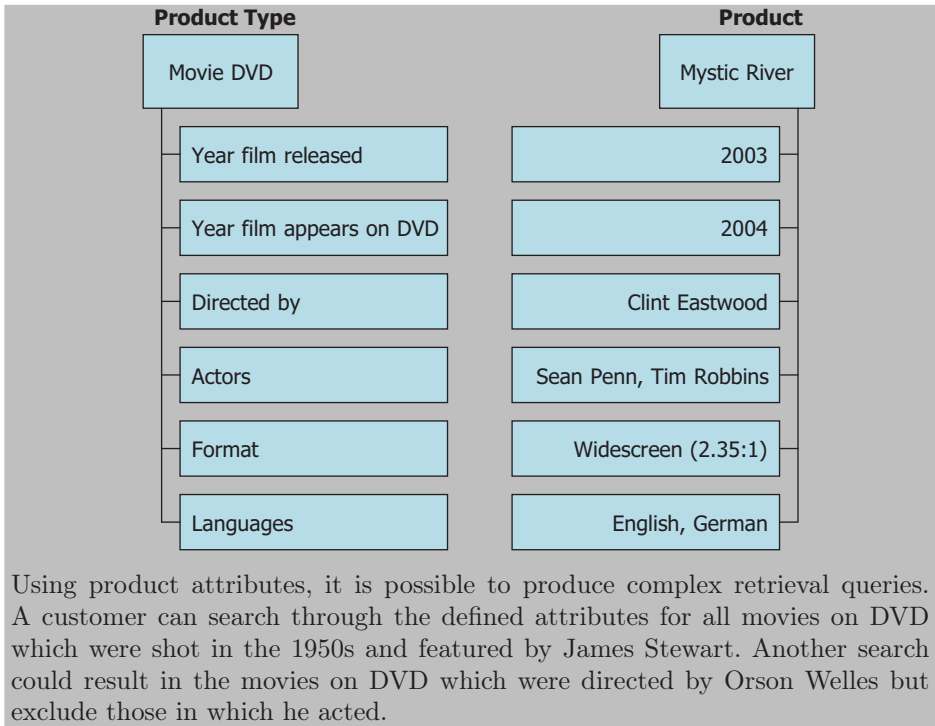 Product Type
Product
Movie DVD
Mystic River
Year film released
2003
Year film appears on DVD
2004
Directed by
Clint Eastwood
Actors
Sean Penn, Tim Robbins
Format
Widescreen (2.35:1)
Languages
English, German
Using product attributes, it is possible to produce complex retrieval queries.
A customer can search through the defined attributes for all movies on DVD
which were shot in the 1950s and featured by James Stewart. Another search
could result in the movies on DVD which were directed by Orson Welles but
exclude those in which he acted.